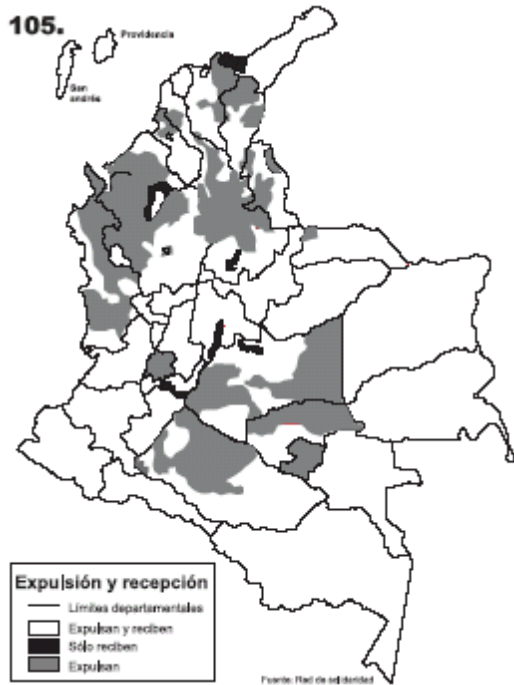 105.
Providencia
San
andrés
Expulsión y recepción
Límites departamentales
Expulsan y reciben
Sólo reciben
Expulsan
Fuente: Red de solidaridad